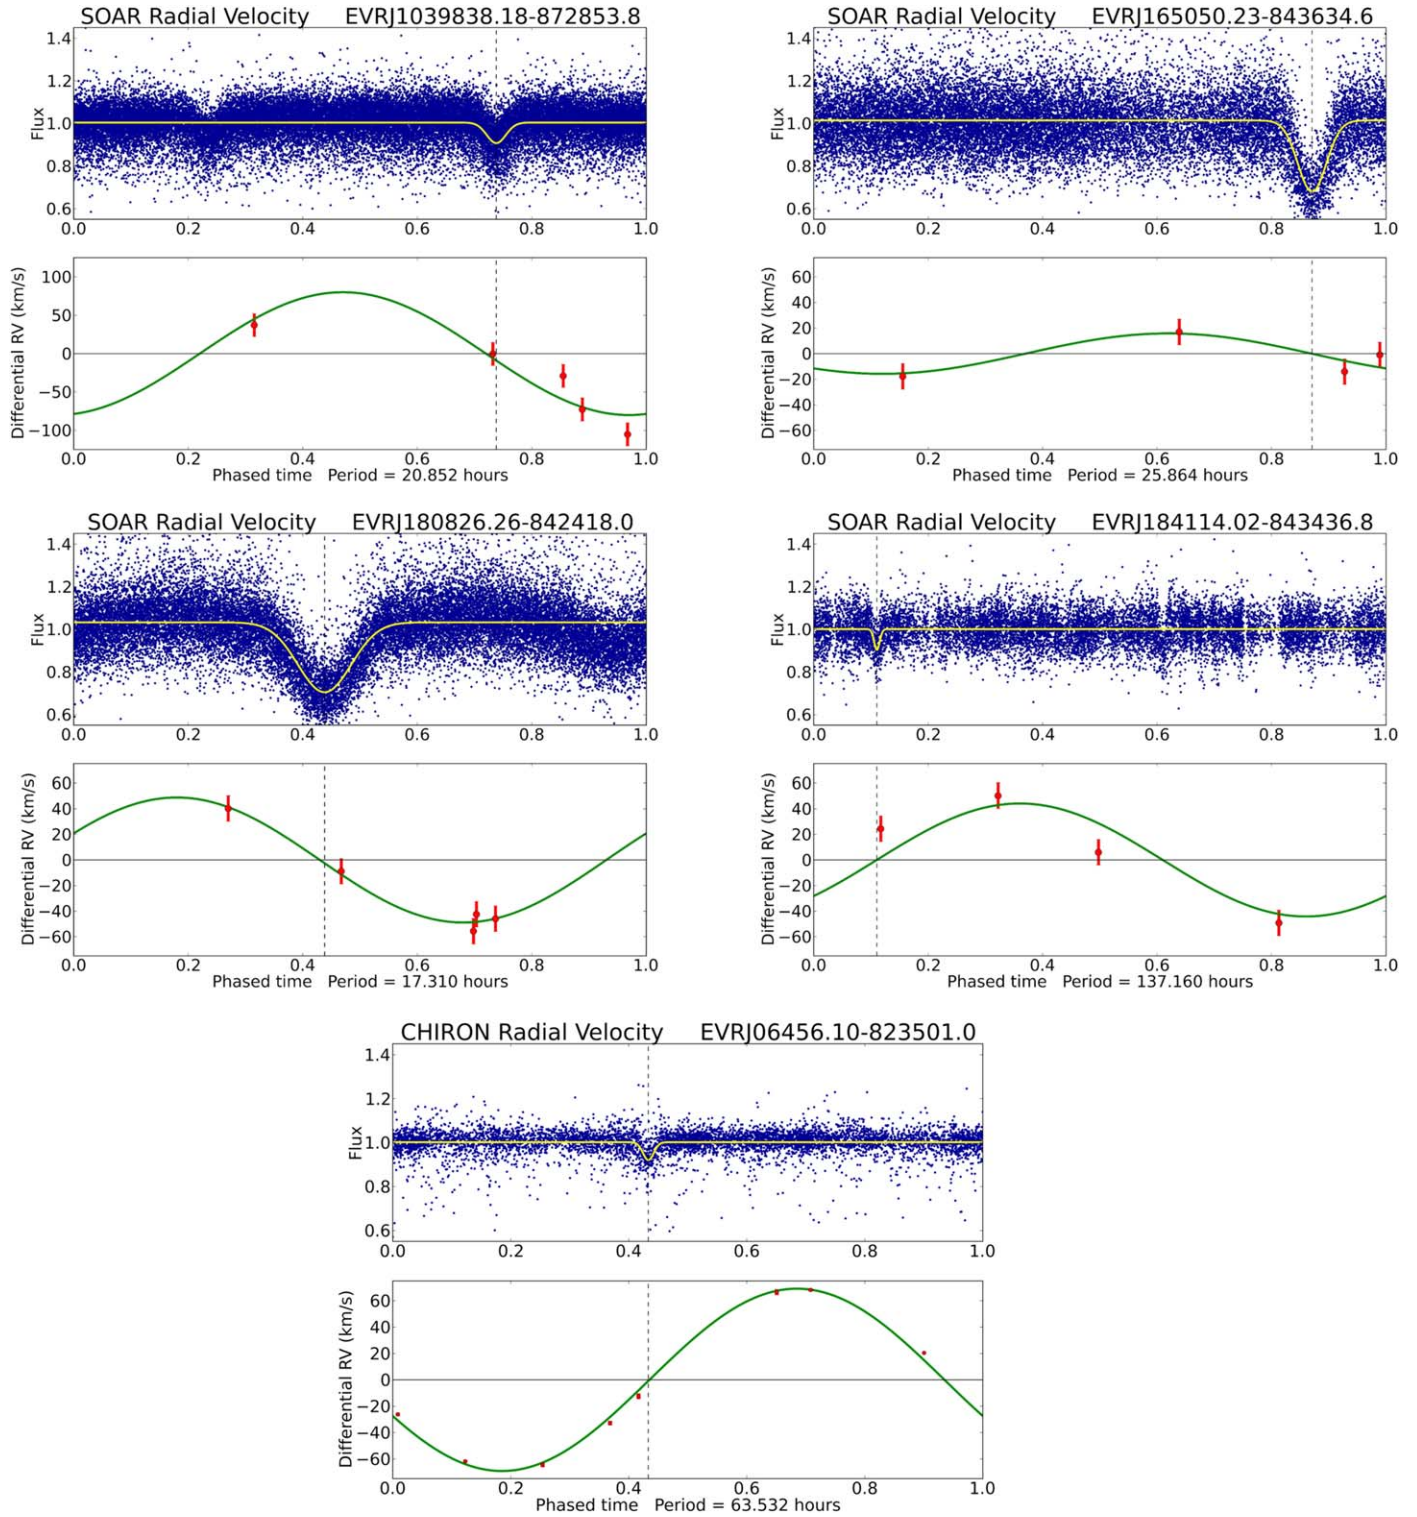 SOAR Radial Velocity EVRJ1039838.18-872853.8
Flux
1.4
1.2
1.0
0.8
0.6
0.0 0.2 0.4 0.6 0.8 1.0
Differential RV (km/s)
100
50
0
−50
−100
0.0 0.2 0.4 0.6 0.8 1.0
Phased time Period = 20.852 hours
SOAR Radial Velocity EVRJ165050.23-843634.6
Flux
1.4
1.2
1.0
0.8
0.6
0.0 0.2 0.4 0.6 0.8 1.0
Differential RV (km/s)
60
40
20
0
−20
−40
−60
0.0 0.2 0.4 0.6 0.8 1.0
Phased time Period = 25.864 hours
SOAR Radial Velocity EVRJ180826.26-842418.0
Flux
1.4
1.2
1.0
0.8
0.6
0.0 0.2 0.4 0.6 0.8 1.0
Differential RV (km/s)
60
40
20
0
−20
−40
−60
0.0 0.2 0.4 0.6 0.8 1.0
Phased time Period = 17.310 hours
SOAR Radial Velocity EVRJ184114.02-843436.8
Flux
1.4
1.2
1.0
0.8
0.6
0.0 0.2 0.4 0.6 0.8 1.0
Differential RV (km/s)
60
40
20
0
−20
−40
−60
0.0 0.2 0.4 0.6 0.8 1.0
Phased time Period = 137.160 hours
CHIRON Radial Velocity EVRJ06456.10-823501.0
Flux
1.4
1.2
1.0
0.8
0.6
0.0 0.2 0.4 0.6 0.8 1.0
Differential RV (km/s)
60
40
20
0
−20
−40
−60
0.0 0.2 0.4 0.6 0.8 1.0
Phased time Period = 63.532 hours